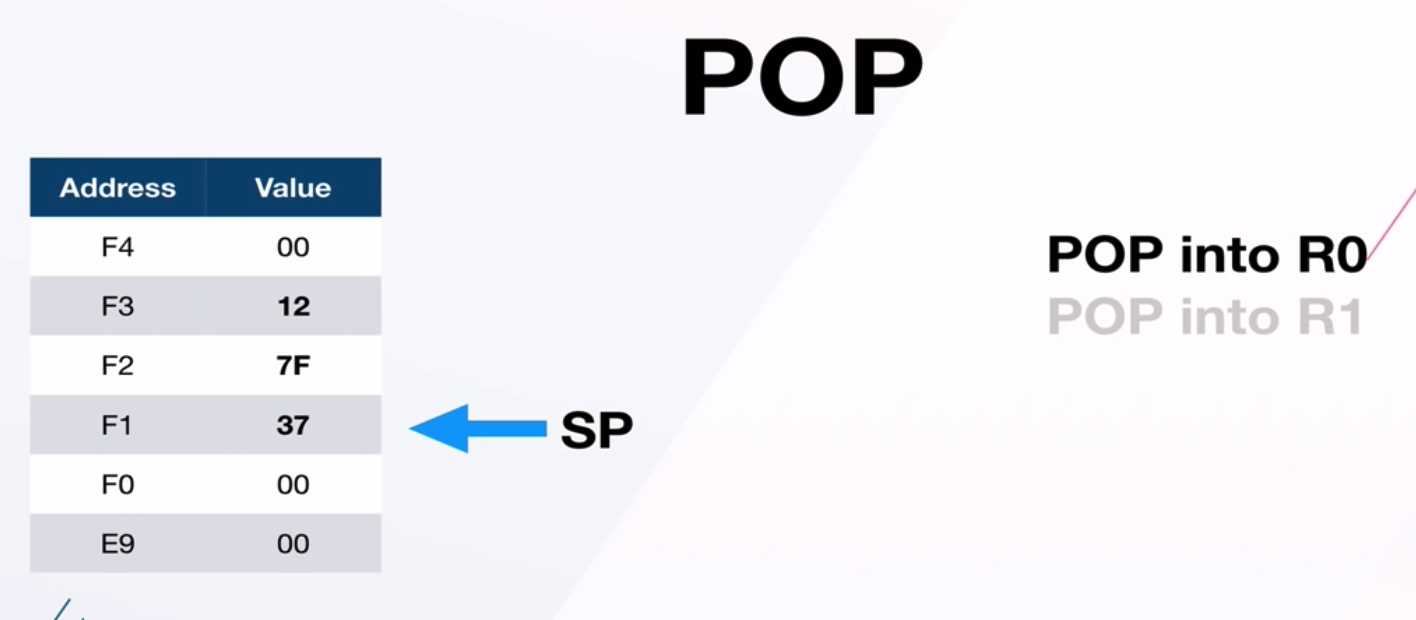 POP
Address Value
F4 00
F3 12
F2 7F
F1 37
F0 00
E9 00
SP
POP into R0
POP into R1